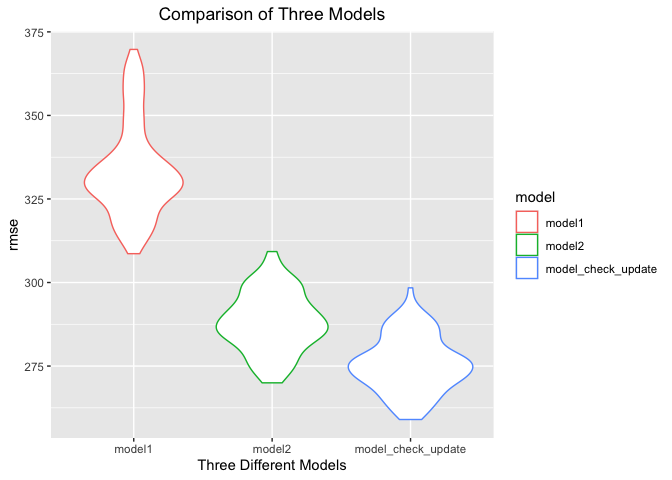 Comparison of Three Models
375
350
325
300
275
rmse
model1
model2
model_check_update
Three Different Models
model
model1
model2
model_check_update